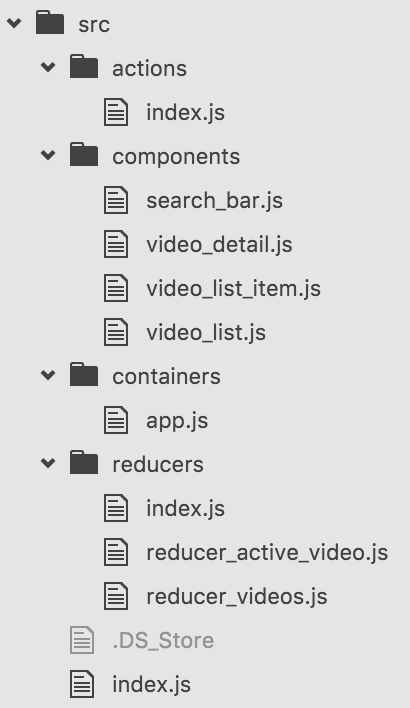 src
actions
index.js
components
search_bar.js
video_detail.js
video_list_item.js
video_list.js
containers
app.js
reducers
index.js
reducer_active_video.js
reducer_videos.js
.DS_Store
index.js